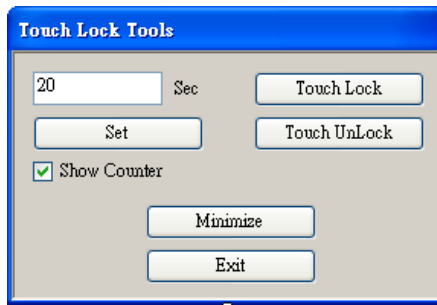 Touch Lock Tools
20 Sec Touch Lock
Set Touch UnLock
Show Counter
Minimize
Exit